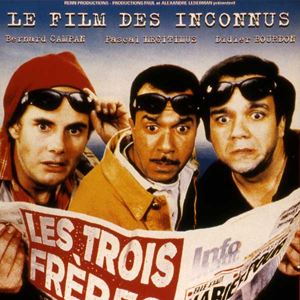 RENN PRODUCTIONS - PRODUCTIONS PAUL et ALEXANDRE LEDERMAN présentent
LE FILM DES INCONNUS
Bernard CAMPAN Pascal LEGITIMUS Didier BOURDON
LES TROIS
FRÈRES
Info